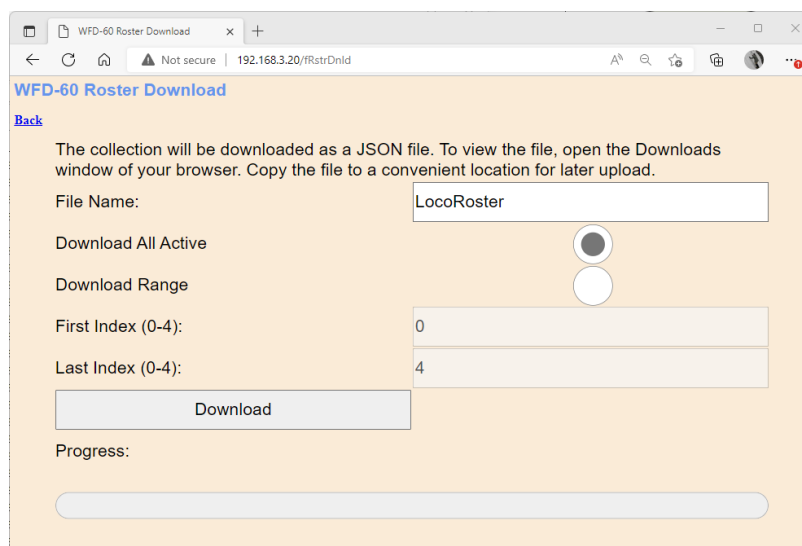 WFD-60 Roster Download
Not secure | 192.168.3.20/fRstrDnld
WFD-60 Roster Download
Back
The collection will be downloaded as a JSON file. To view the file, open the Downloads
window of your browser. Copy the file to a convenient location for later upload.
File Name: LocoRoster
Download All Active
Download Range
First Index (0-4): 0
Last Index (0-4): 4
Download
Progress: